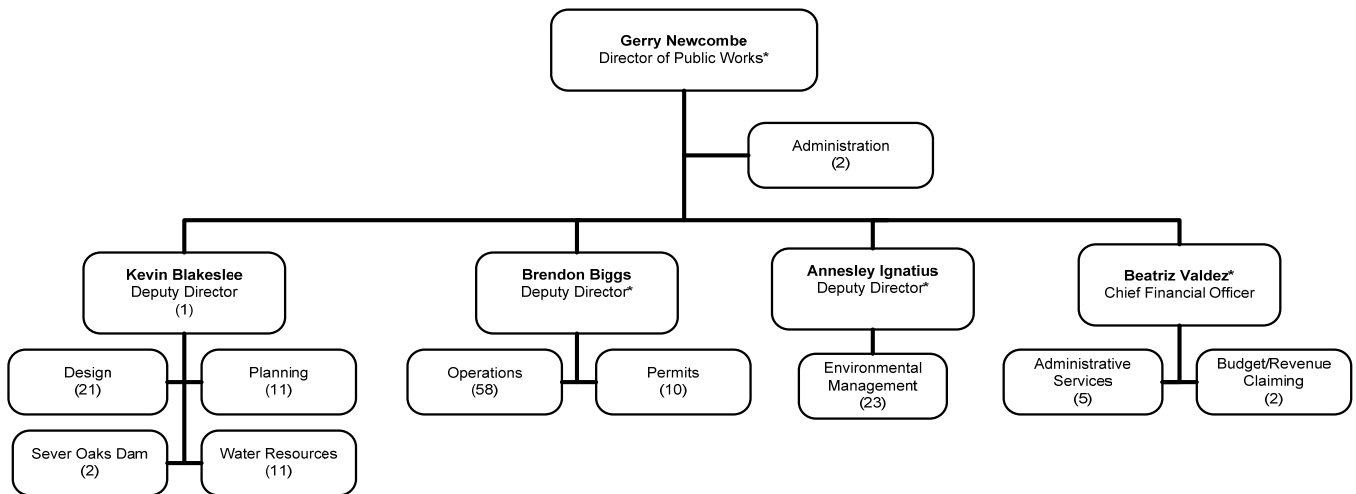 Gerry Newcombe
Director of Public Works*
Administration
(2)
Kevin Blakeslee
Deputy Director
(1)
Brendon Biggs
Deputy Director*
Annesley Ignatius
Deputy Director*
Beatriz Valdez*
Chief Financial Officer
Design
(21)
Planning
(11)
Operations
(58)
Permits
(10)
Environmental
Management
(23)
Administrative
Services
(5)
Budget/Revenue
Claiming
(2)
Sever Oaks Dam
(2)
Water Resources
(11)